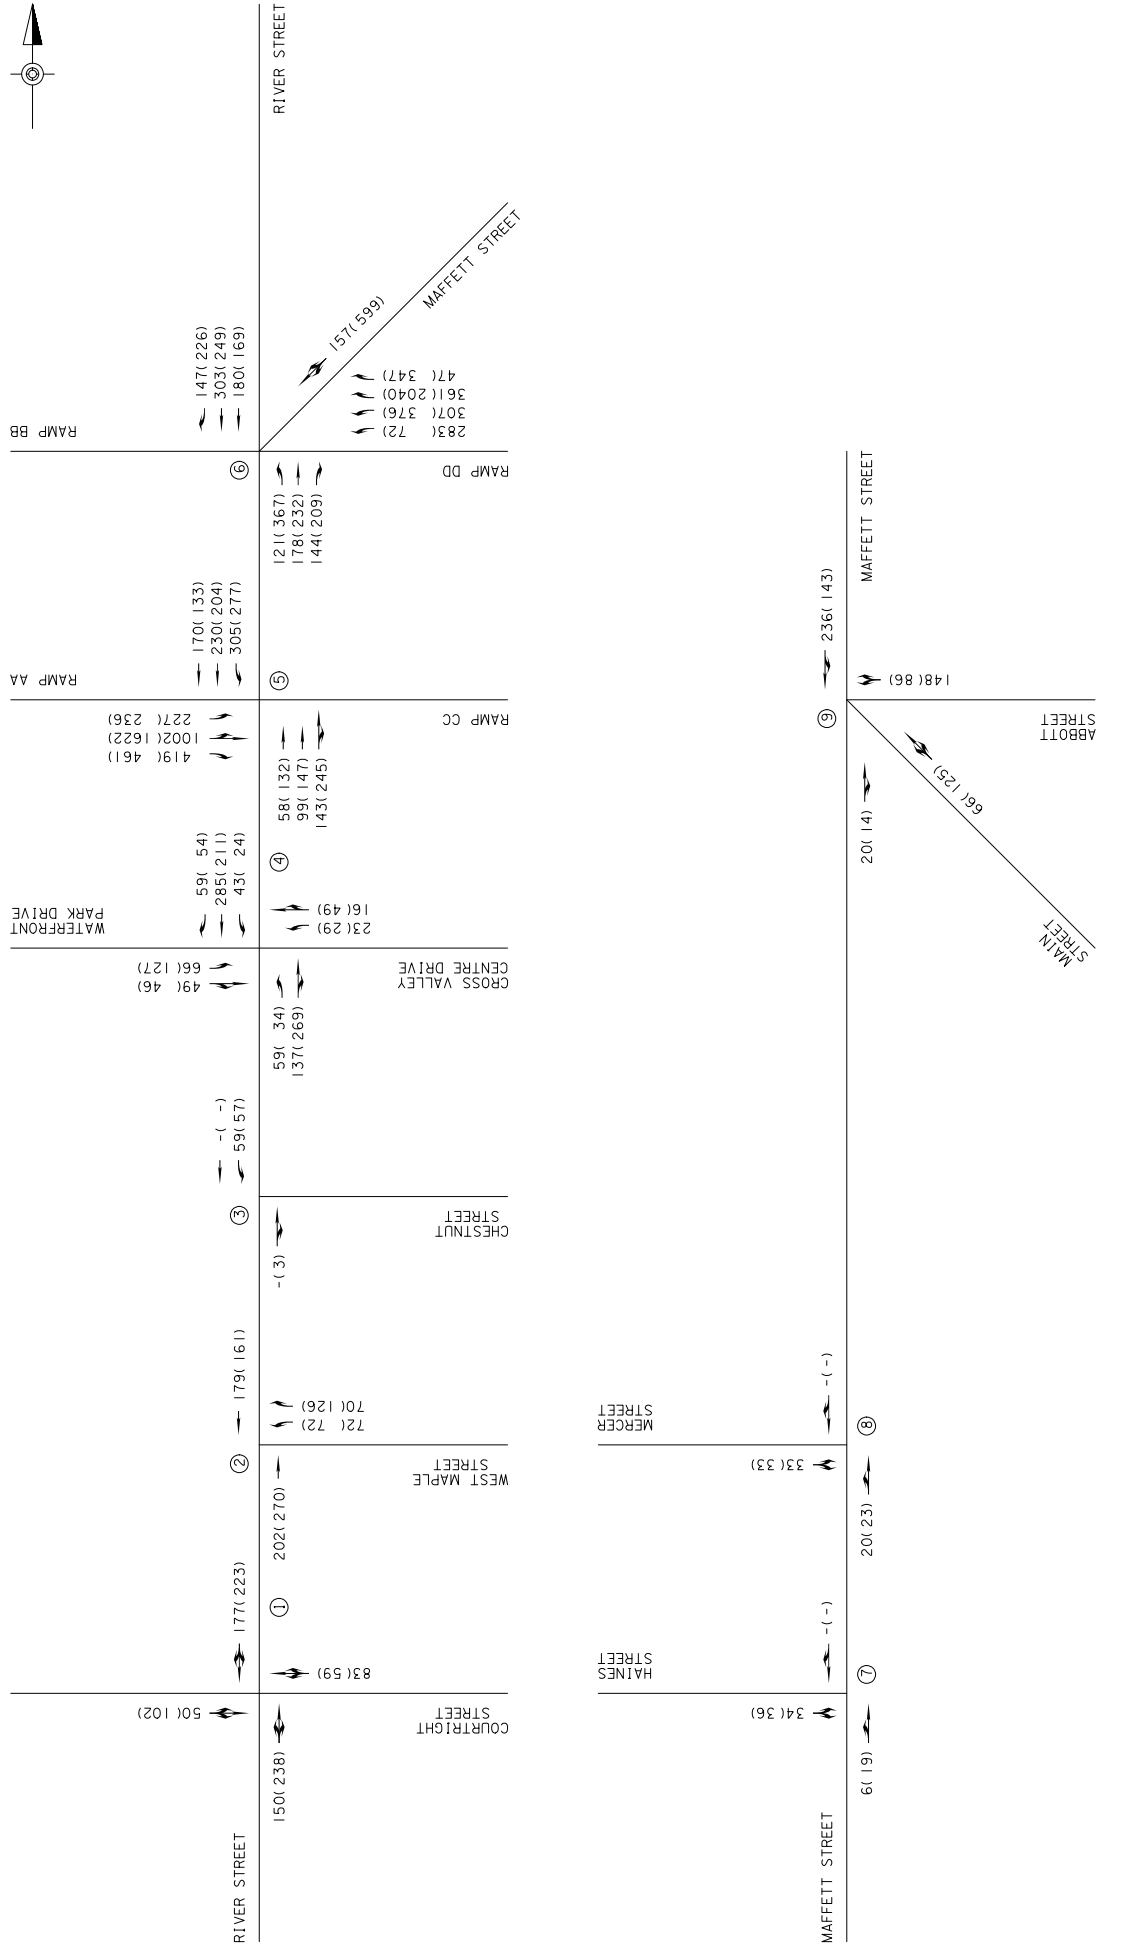 RIVER STREET
MAFFETT STREET
157(599)
47( 347)
361(2040)
307( 376)
283( 72)
147(226)
303(249)
180(169)
RAMP BB
6
RAMP DD
121(367)
178(232)
144(209)
170(133)
230(204)
305(277)
RAMP AA
5
RAMP CC
227( 236)
1002(1622)
419( 461)
58(132)
99(147)
143(245)
4
59( 54)
285(211)
43( 24)
WATERFRONT
PARK DRIVE
16(49)
23(29)
CROSS VALLEY
CENTRE DRIVE
66(127)
49( 46)
59( 34)
137(269)
-( -)
59(57)
3
CHESTNUT
STREET
-(3)
179(161)
70(126)
72( 72)
2
WEST MAPLE
STREET
202(270)
177(223)
1
83(59)
50(102)
COURTRIGHT
STREET
150(238)
RIVER STREET
MAFFETT STREET
236(143)
148(86)
9
ABBOTT
STREET
66(125)
20(14)
MAIN
STREET
-(-)
MERCER
STREET
8
33(33)
20(23)
-(-)
HAINES
STREET
7
34(36)
6(19)
MAFFETT STREET